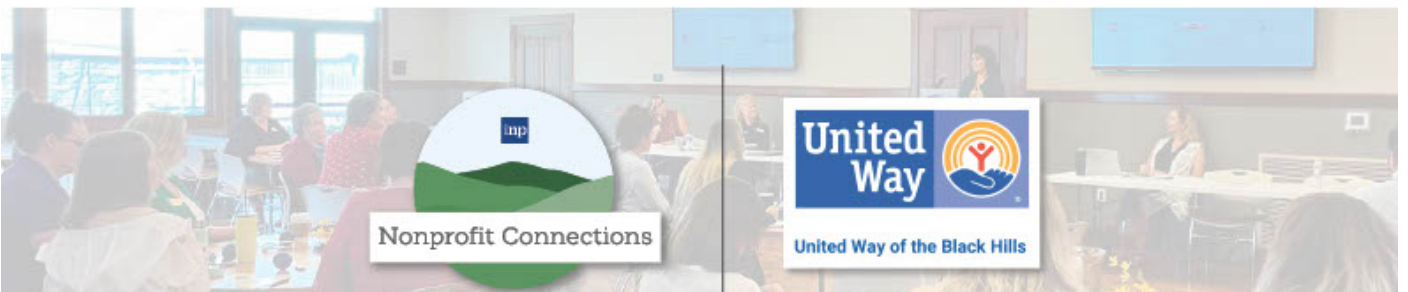 inp
Nonprofit Connections
United
Way
United Way of the Black Hills